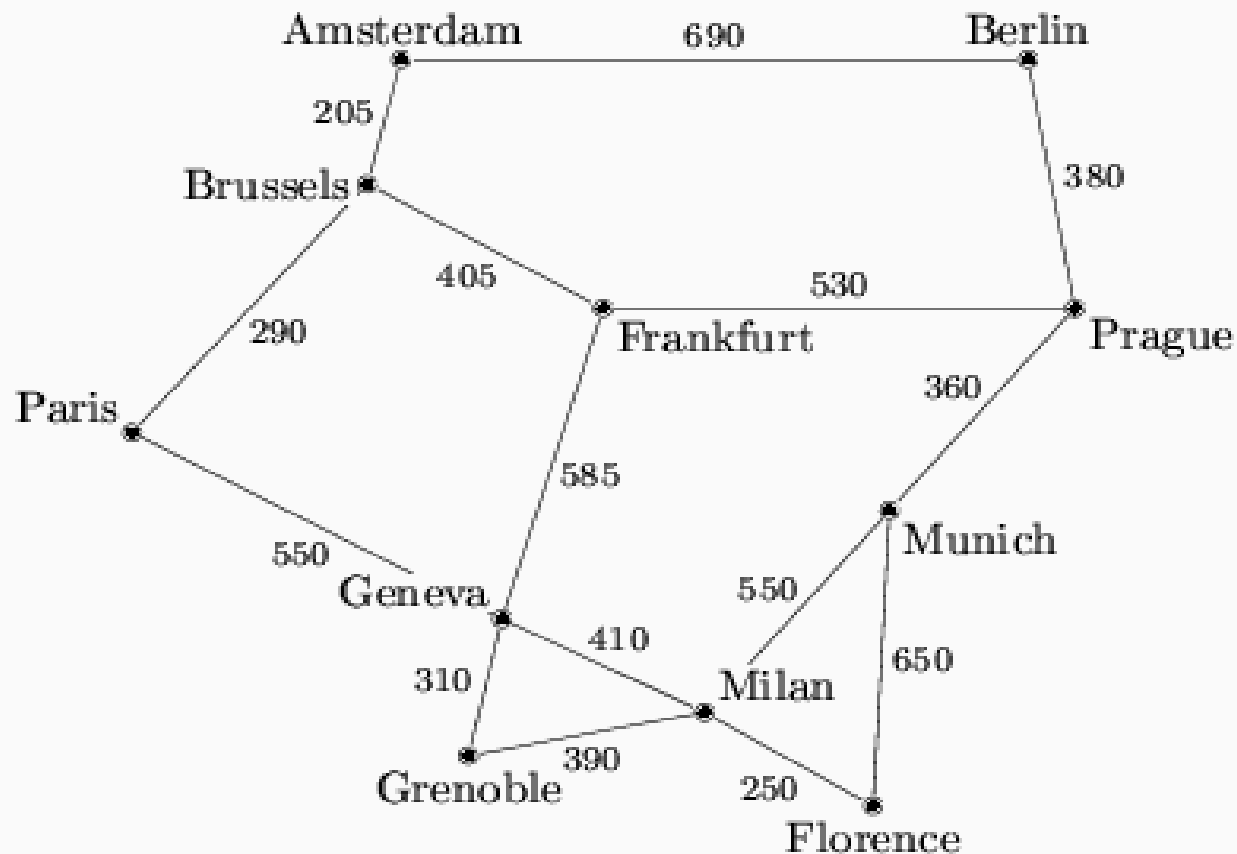 Amsterdam
690
Berlin
205
Brussels
380
405
530
290
Frankfurt
Prague
360
Paris
585
550
Munich
Geneva
550
410
650
310
Milan
390
Grenoble
250
Florence